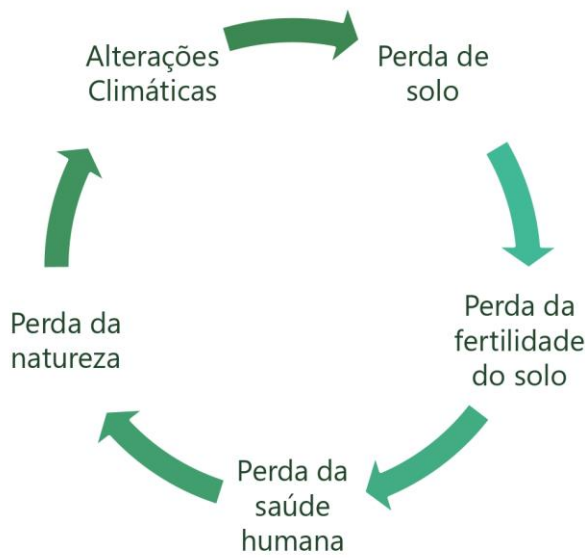 Alterações
Climáticas
Perda de
solo
Perda da
fertilidade
do solo
Perda da
saúde
humana
Perda da
natureza